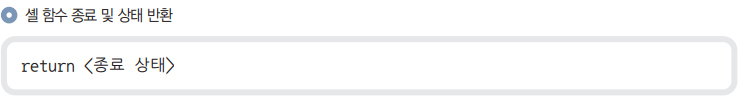 셸 함수 종료 및 상태 반환
return <종료 상태>